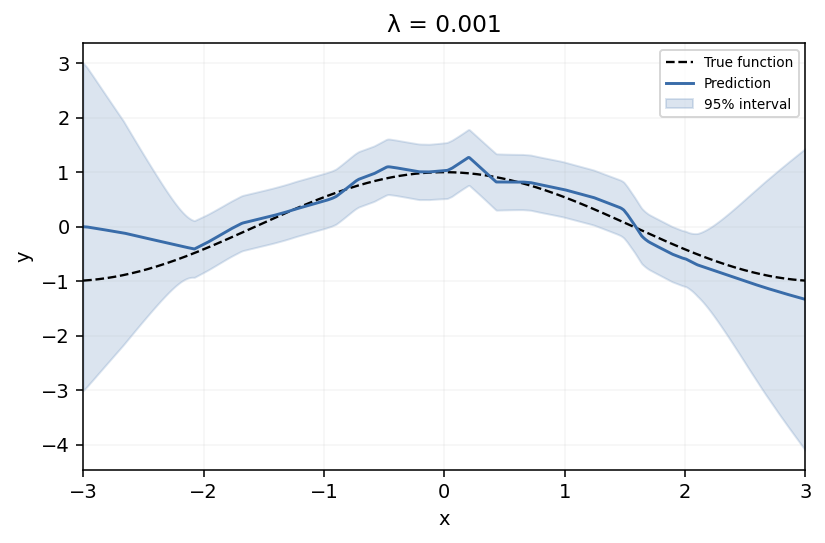 λ = 0.001
True function
Prediction
95% interval
3
2
1
0
−1
−2
−3
−4
y
−3 −2 −1 0 1 2 3
x